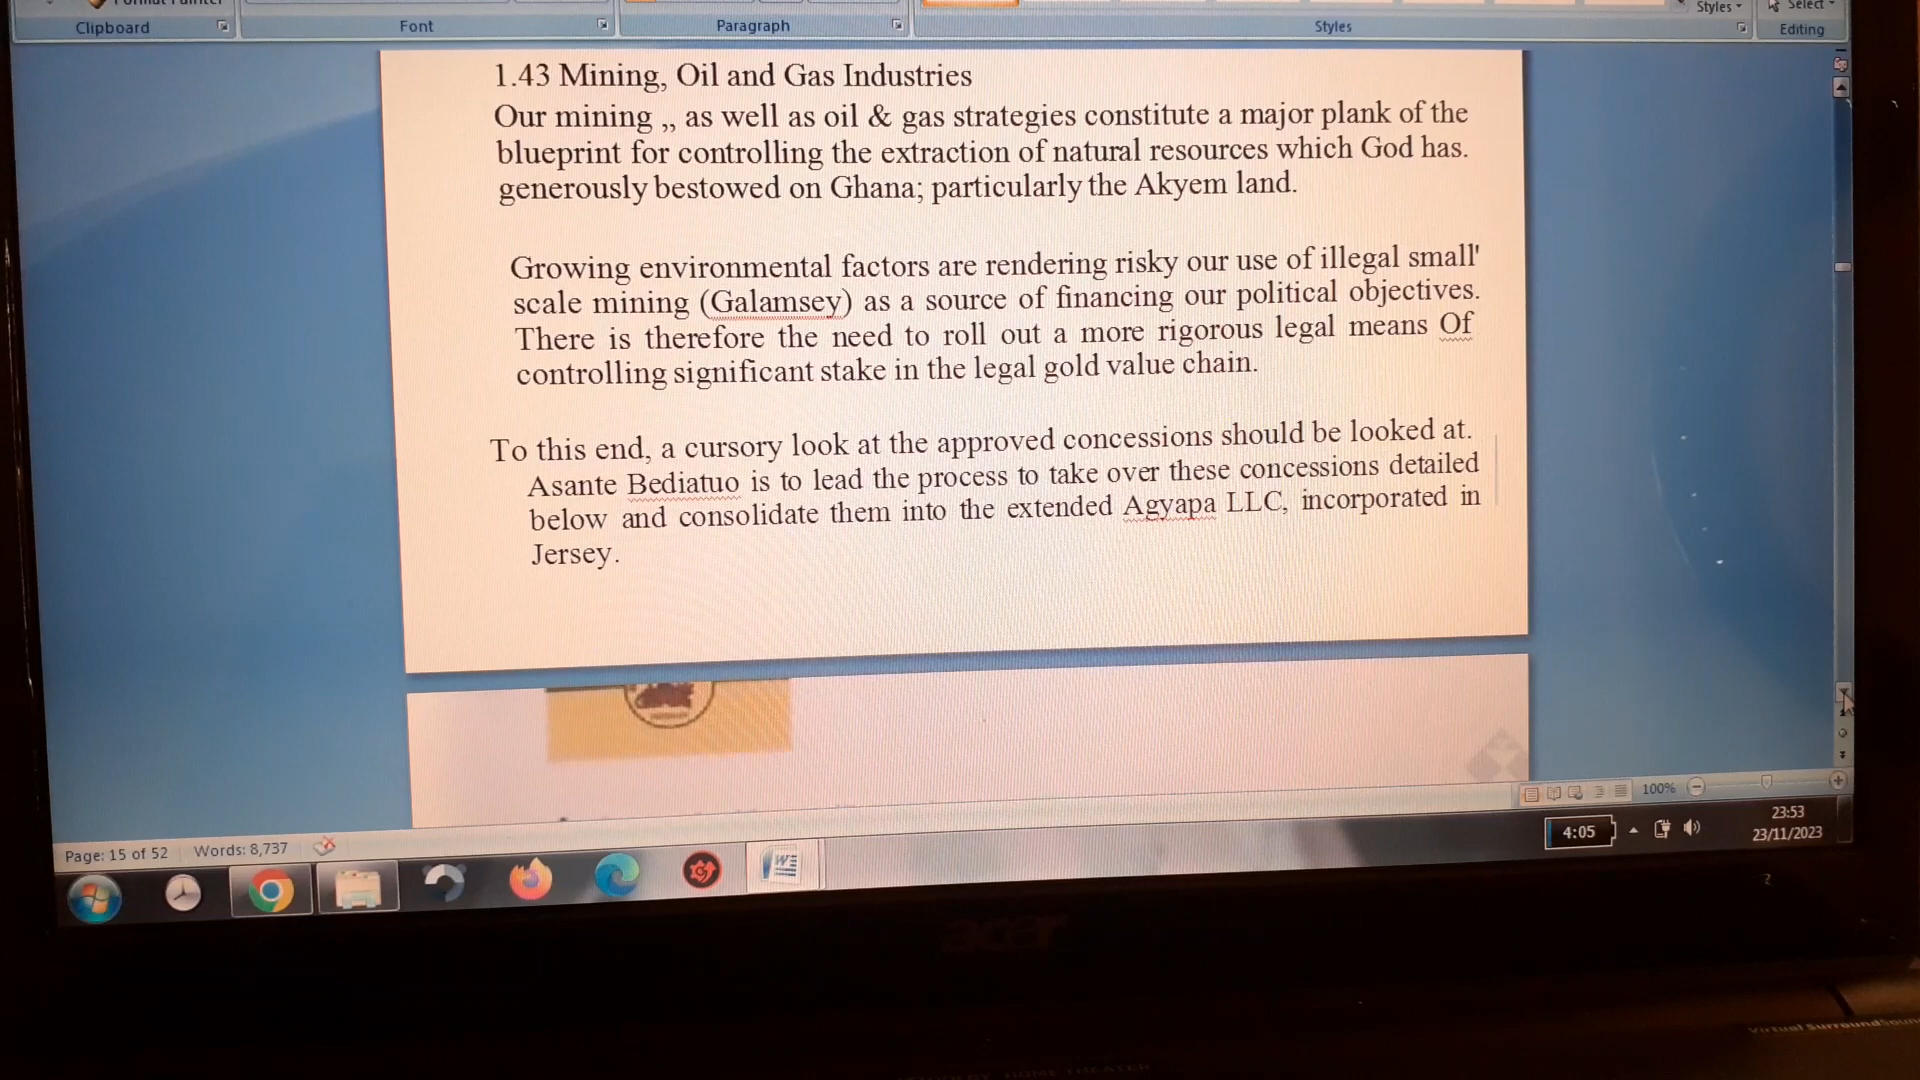 Clipboard
Font
Paragraph
Styles
Styles
Select
Editing
1.43 Mining, Oil and Gas Industries
Our mining ,, as well as oil & gas strategies constitute a major plank of the
blueprint for controlling the extraction of natural resources which God has.
generously bestowed on Ghana; particularly the Akyem land.
Growing environmental factors are rendering risky our use of illegal small'
scale mining (Galamsey) as a source of financing our political objectives.
There is therefore the need to roll out a more rigorous legal means Of
controlling significant stake in the legal gold value chain.
To this end, a cursory look at the approved concessions should be looked at.
Asante Bediatuo is to lead the process to take over these concessions detailed
below and consolidate them into the extended Agyapa LLC, incorporated in
Jersey.
100%
Page: 15 of 52
Words: 8,737
4:05
23:53
23/11/2023
acer